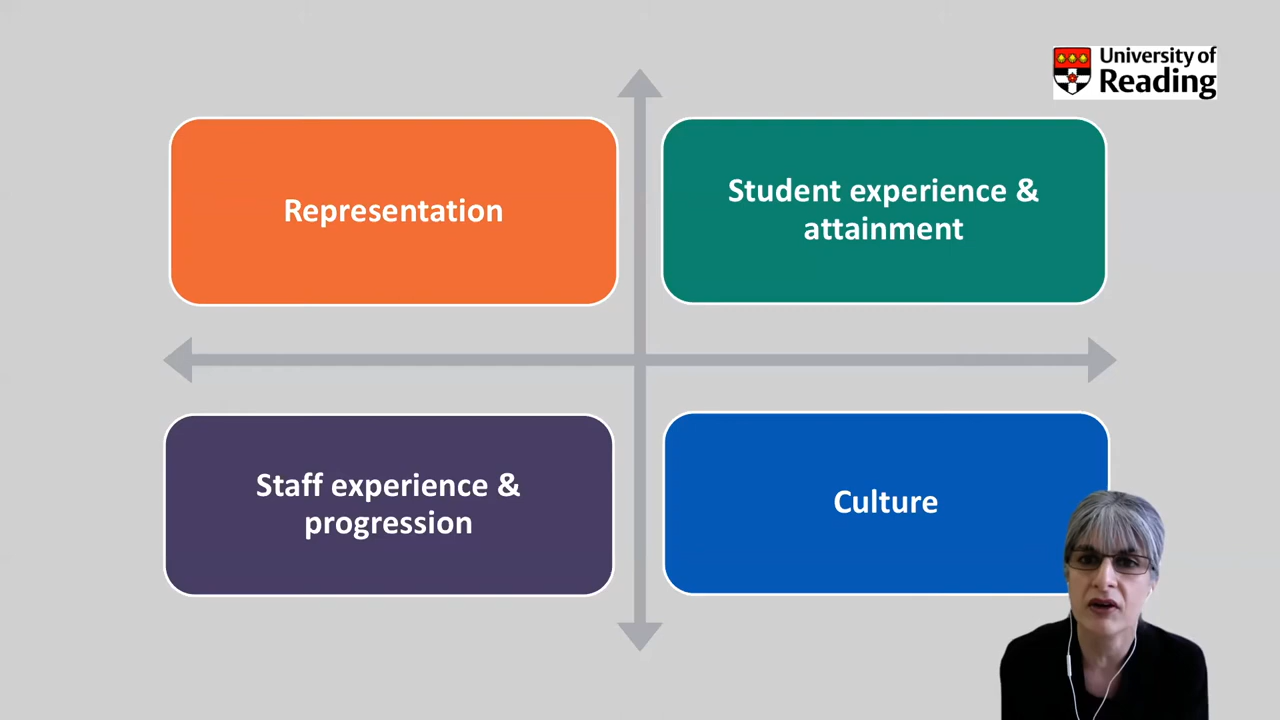 University of
Reading
Representation
Student experience &
attainment
Staff experience &
progression
Culture